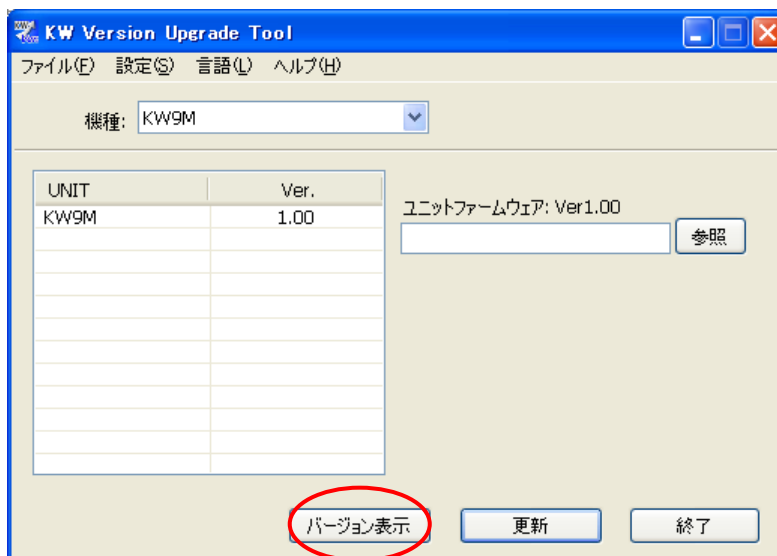 KW Version Upgrade Tool
ファイル(F) 設定(S) 言語(L) ヘルプ(H)
機種: KW9M
UNIT Ver.
KW9M 1.00
ユニットファームウェア: Ver1.00
参照
バージョン表示 更新 終了